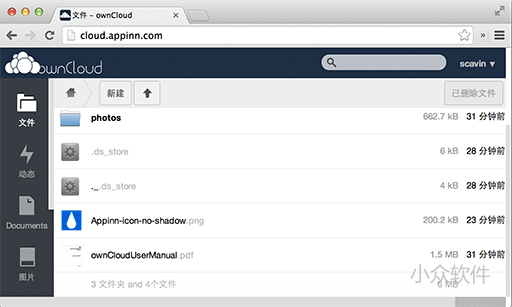 文件 – ownCloud
cloud.appinn.com
ownCloud
scavin ▼
新建
已删除文件
文件
动态
Documents
图片
photos 662.7 kB 31 分钟前
.ds_store 6 kB 28 分钟前
._.ds_store 4 kB 28 分钟前
Appinn-icon-no-shadow.png 200.2 kB 23 分钟前
ownCloudUserManual.pdf 1.5 MB 31 分钟前
3 文件夹 and 4个文件 6 MB
小众软件